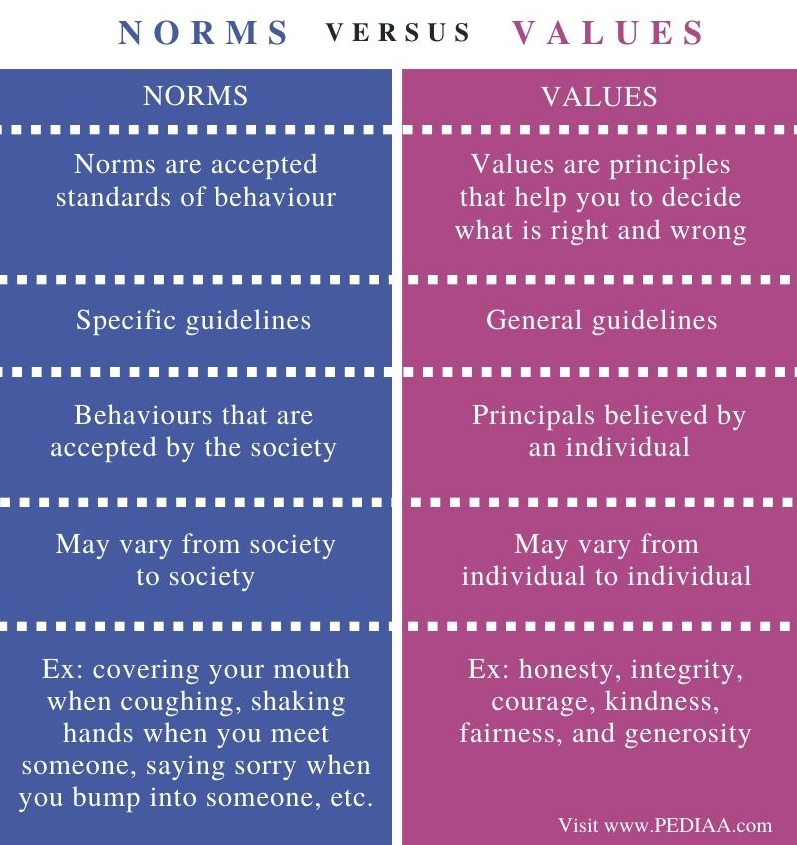 NORMS VERSUS VALUES
NORMS
Norms are accepted
standards of behaviour
Specific guidelines
Behaviours that are
accepted by the society
May vary from society
to society
Ex: covering your mouth
when coughing, shaking
hands when you meet
someone, saying sorry when
you bump into someone, etc.
VALUES
Values are principles
that help you to decide
what is right and wrong
General guidelines
Principals believed by
an individual
May vary from
individual to individual
Ex: honesty, integrity,
courage, kindness,
fairness, and generosity
Visit www.PEDIAA.com